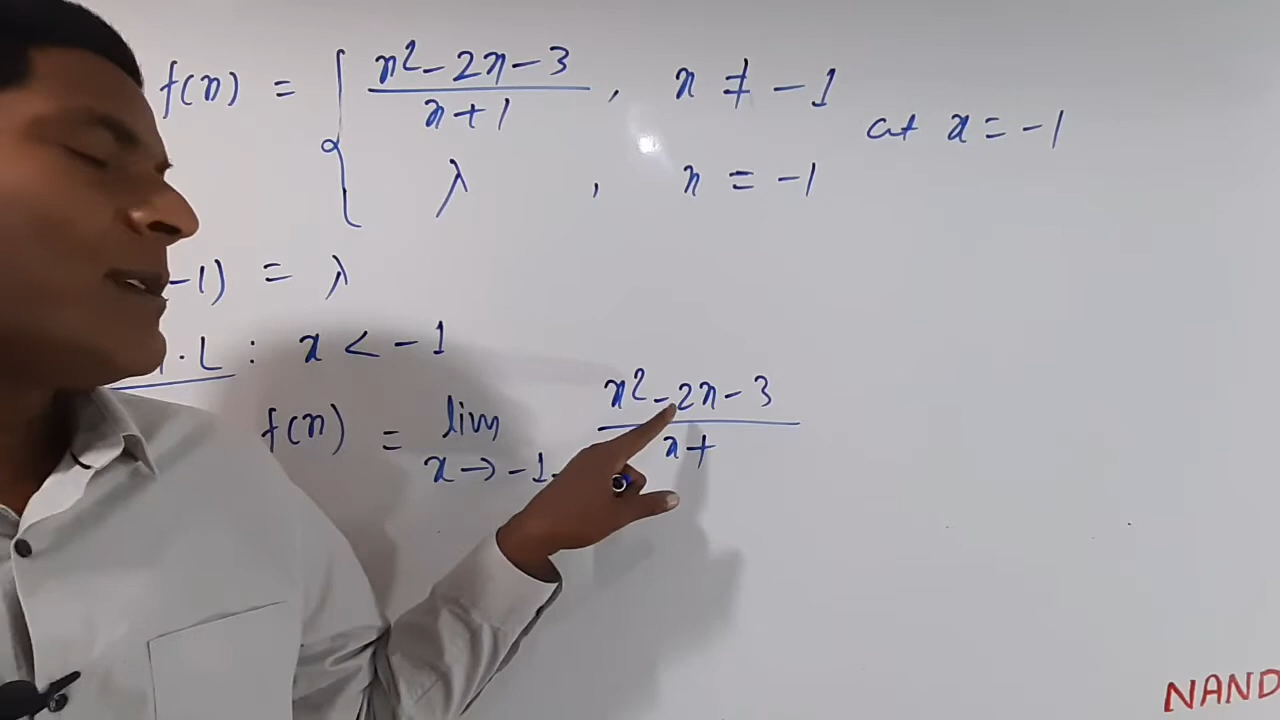 f(x) = { x² - 2x - 3 / x + 1 , x ≠ -1
λ , x = -1
at x = -1
-1) = λ
. L : x < -1
f(x) = lim x → -1- x² - 2x - 3 / x +
NAND